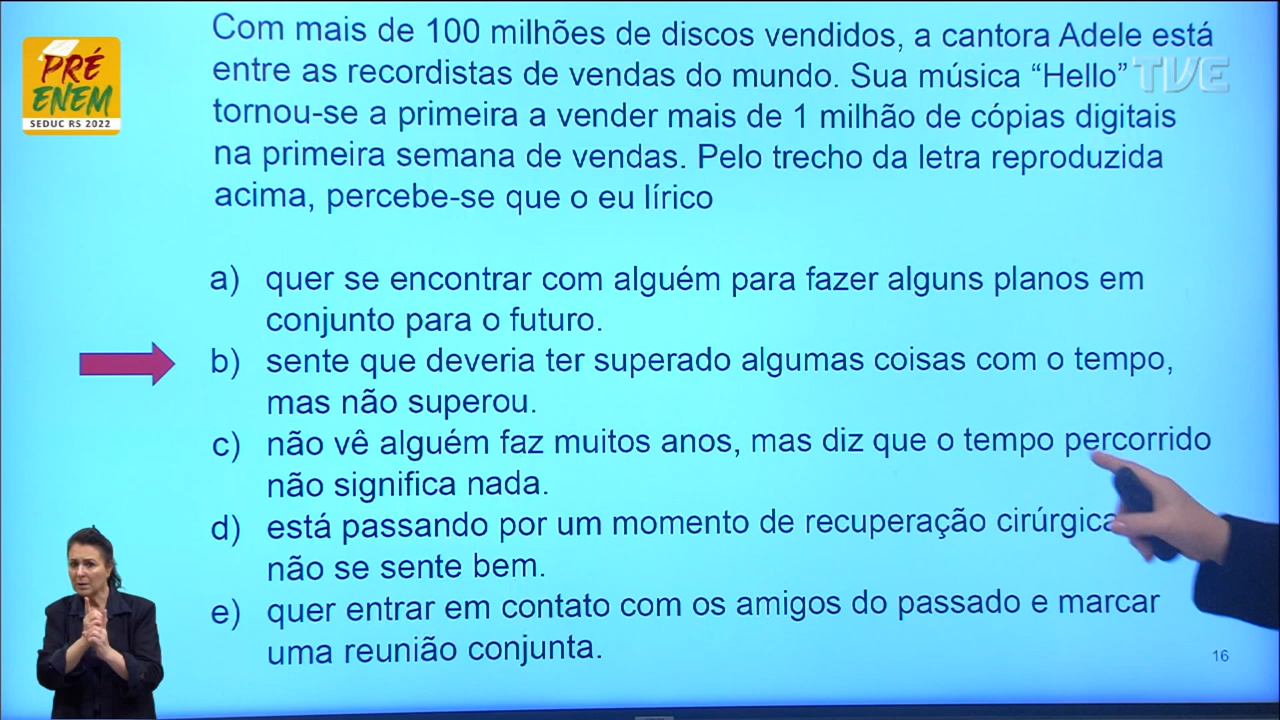 PRÉ
ENEM
SEDUC RS 2022
TVE
Com mais de 100 milhões de discos vendidos, a cantora Adele está
entre as recordistas de vendas do mundo. Sua música “Hello”
tornou-se a primeira a vender mais de 1 milhão de cópias digitais
na primeira semana de vendas. Pelo trecho da letra reproduzida
acima, percebe-se que o eu lírico
a) quer se encontrar com alguém para fazer alguns planos em
conjunto para o futuro.
b) sente que deveria ter superado algumas coisas com o tempo,
mas não superou.
c) não vê alguém faz muitos anos, mas diz que o tempo percorrido
não significa nada.
d) está passando por um momento de recuperação cirúrgica
não se sente bem.
e) quer entrar em contato com os amigos do passado e marcar
uma reunião conjunta.
16